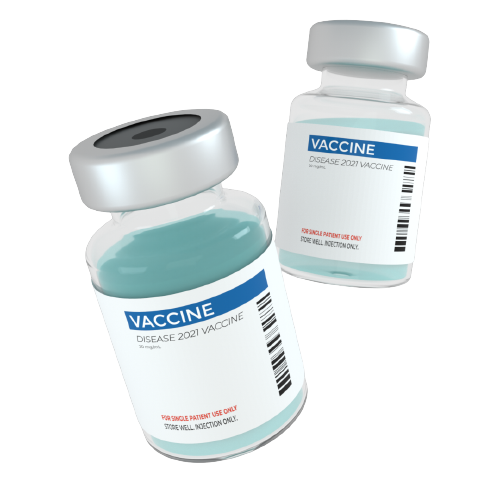 VACCINE
DISEASE 2021 VACCINE
FOR SINGLE PATIENT USE ONLY
STORE WELL. INJECTION ONLY.
VACCINE
DISEASE 2021 VACCINE
FOR SINGLE PATIENT USE ONLY
STORE WELL. INJECTION ONLY.